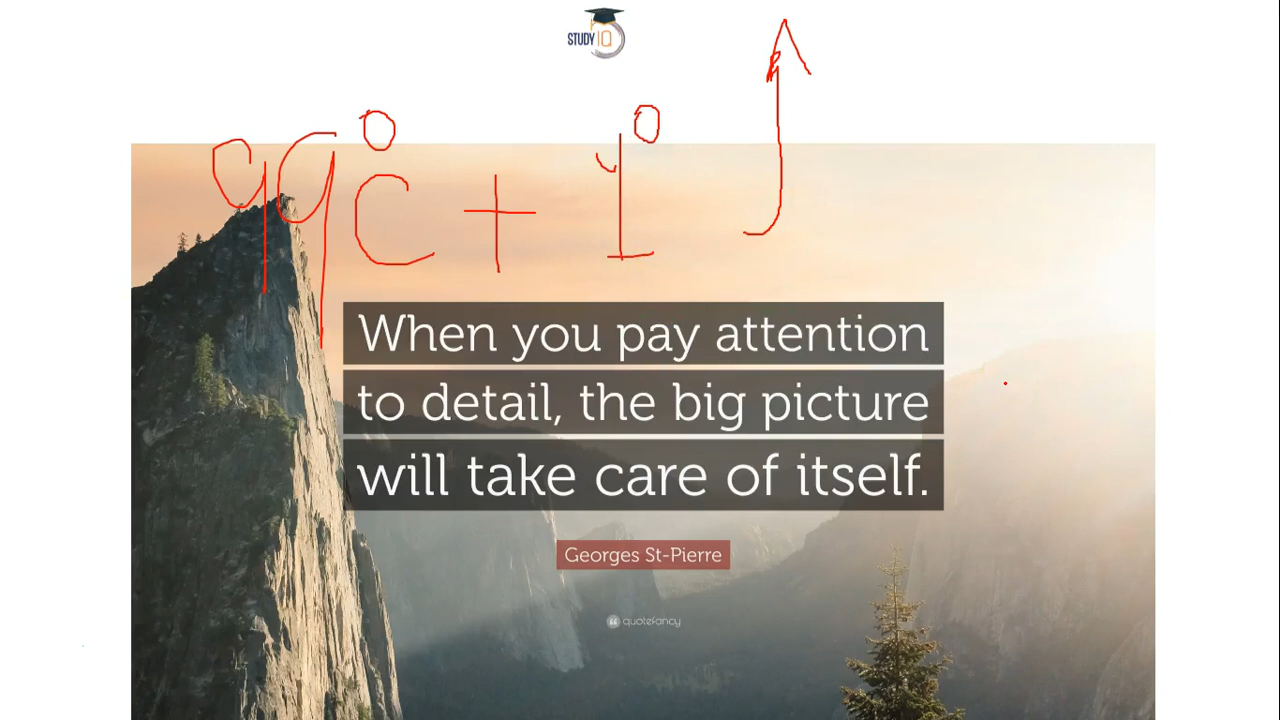 STUDY IQ
99°C + 1°
When you pay attention
to detail, the big picture
will take care of itself.
Georges St-Pierre
quotefancy